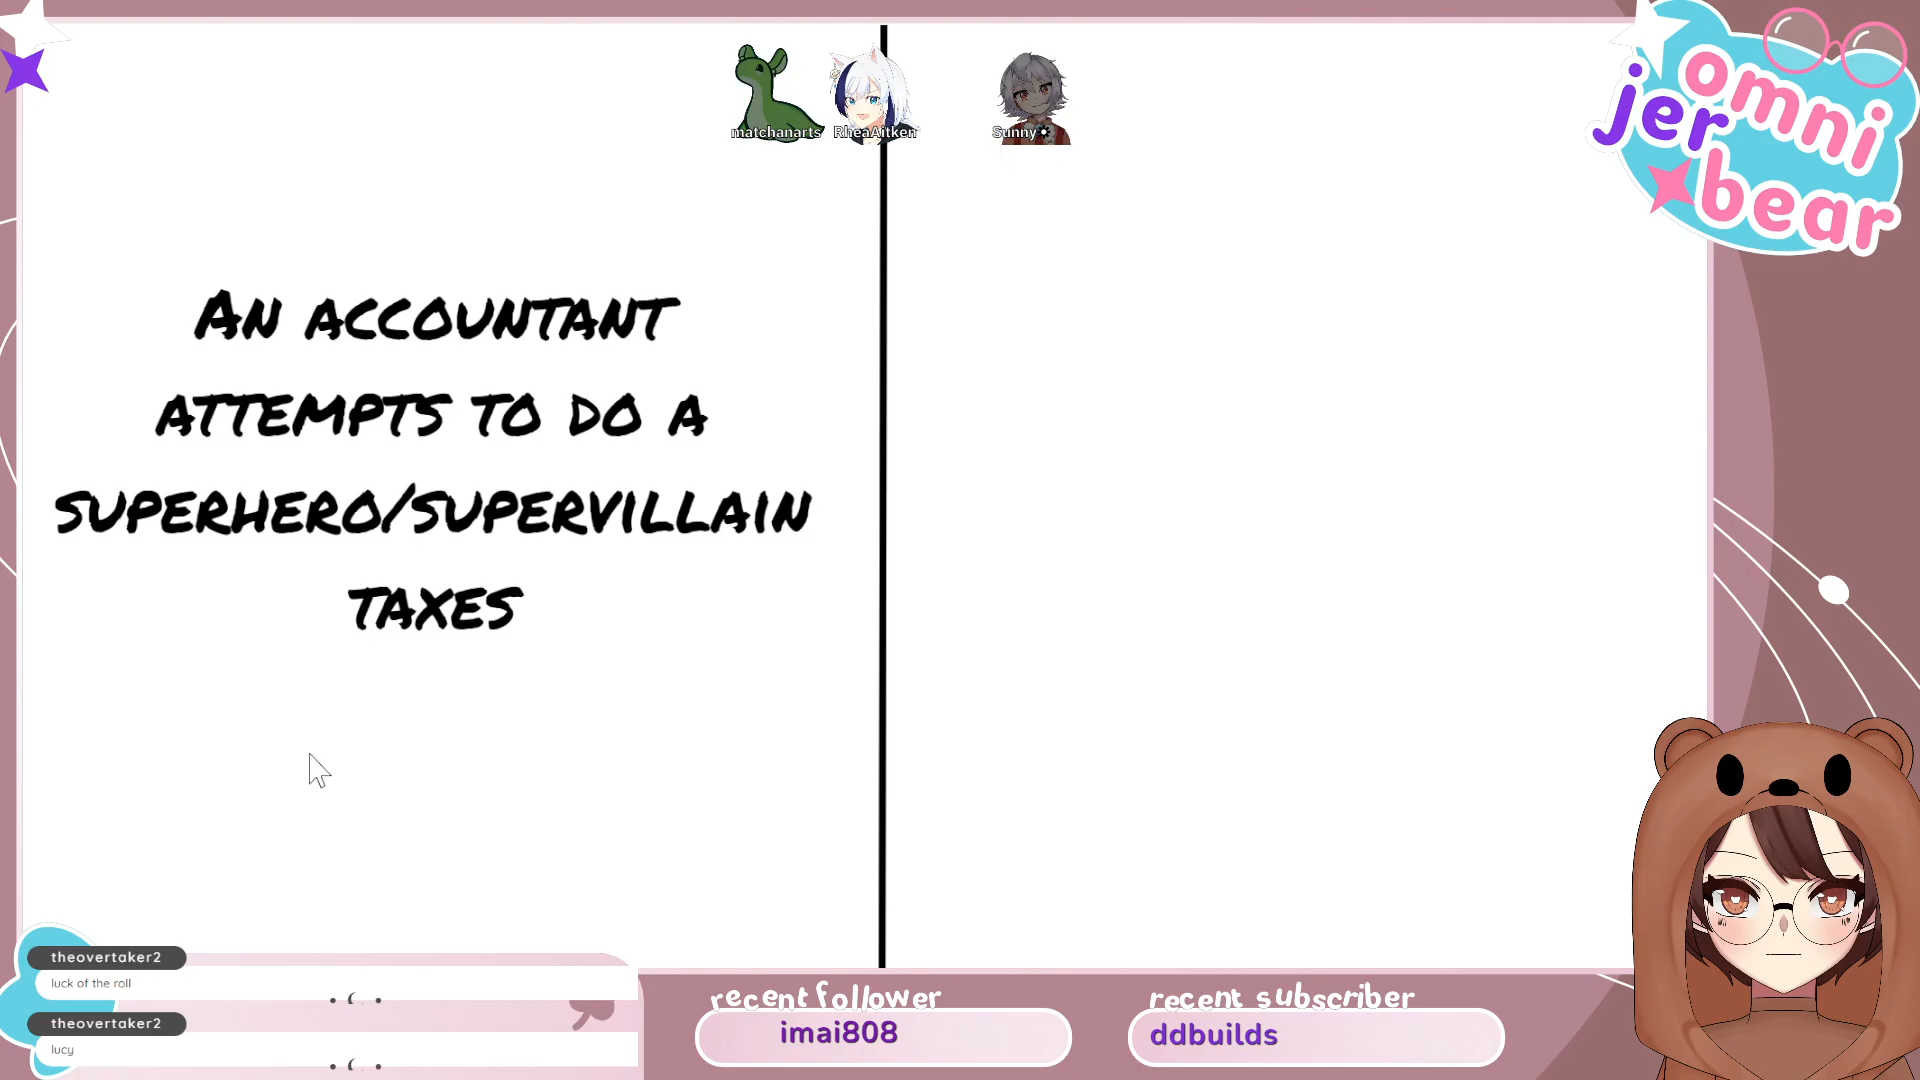 omni
jer
bear
matchanarts RheaAitken Sunny
An accountant
attempts to do a
superhero/supervillain
taxes
theovertaker2
luck of the roll
theovertaker2
lucy
recent follower
imai808
recent subscriber
ddbuilds